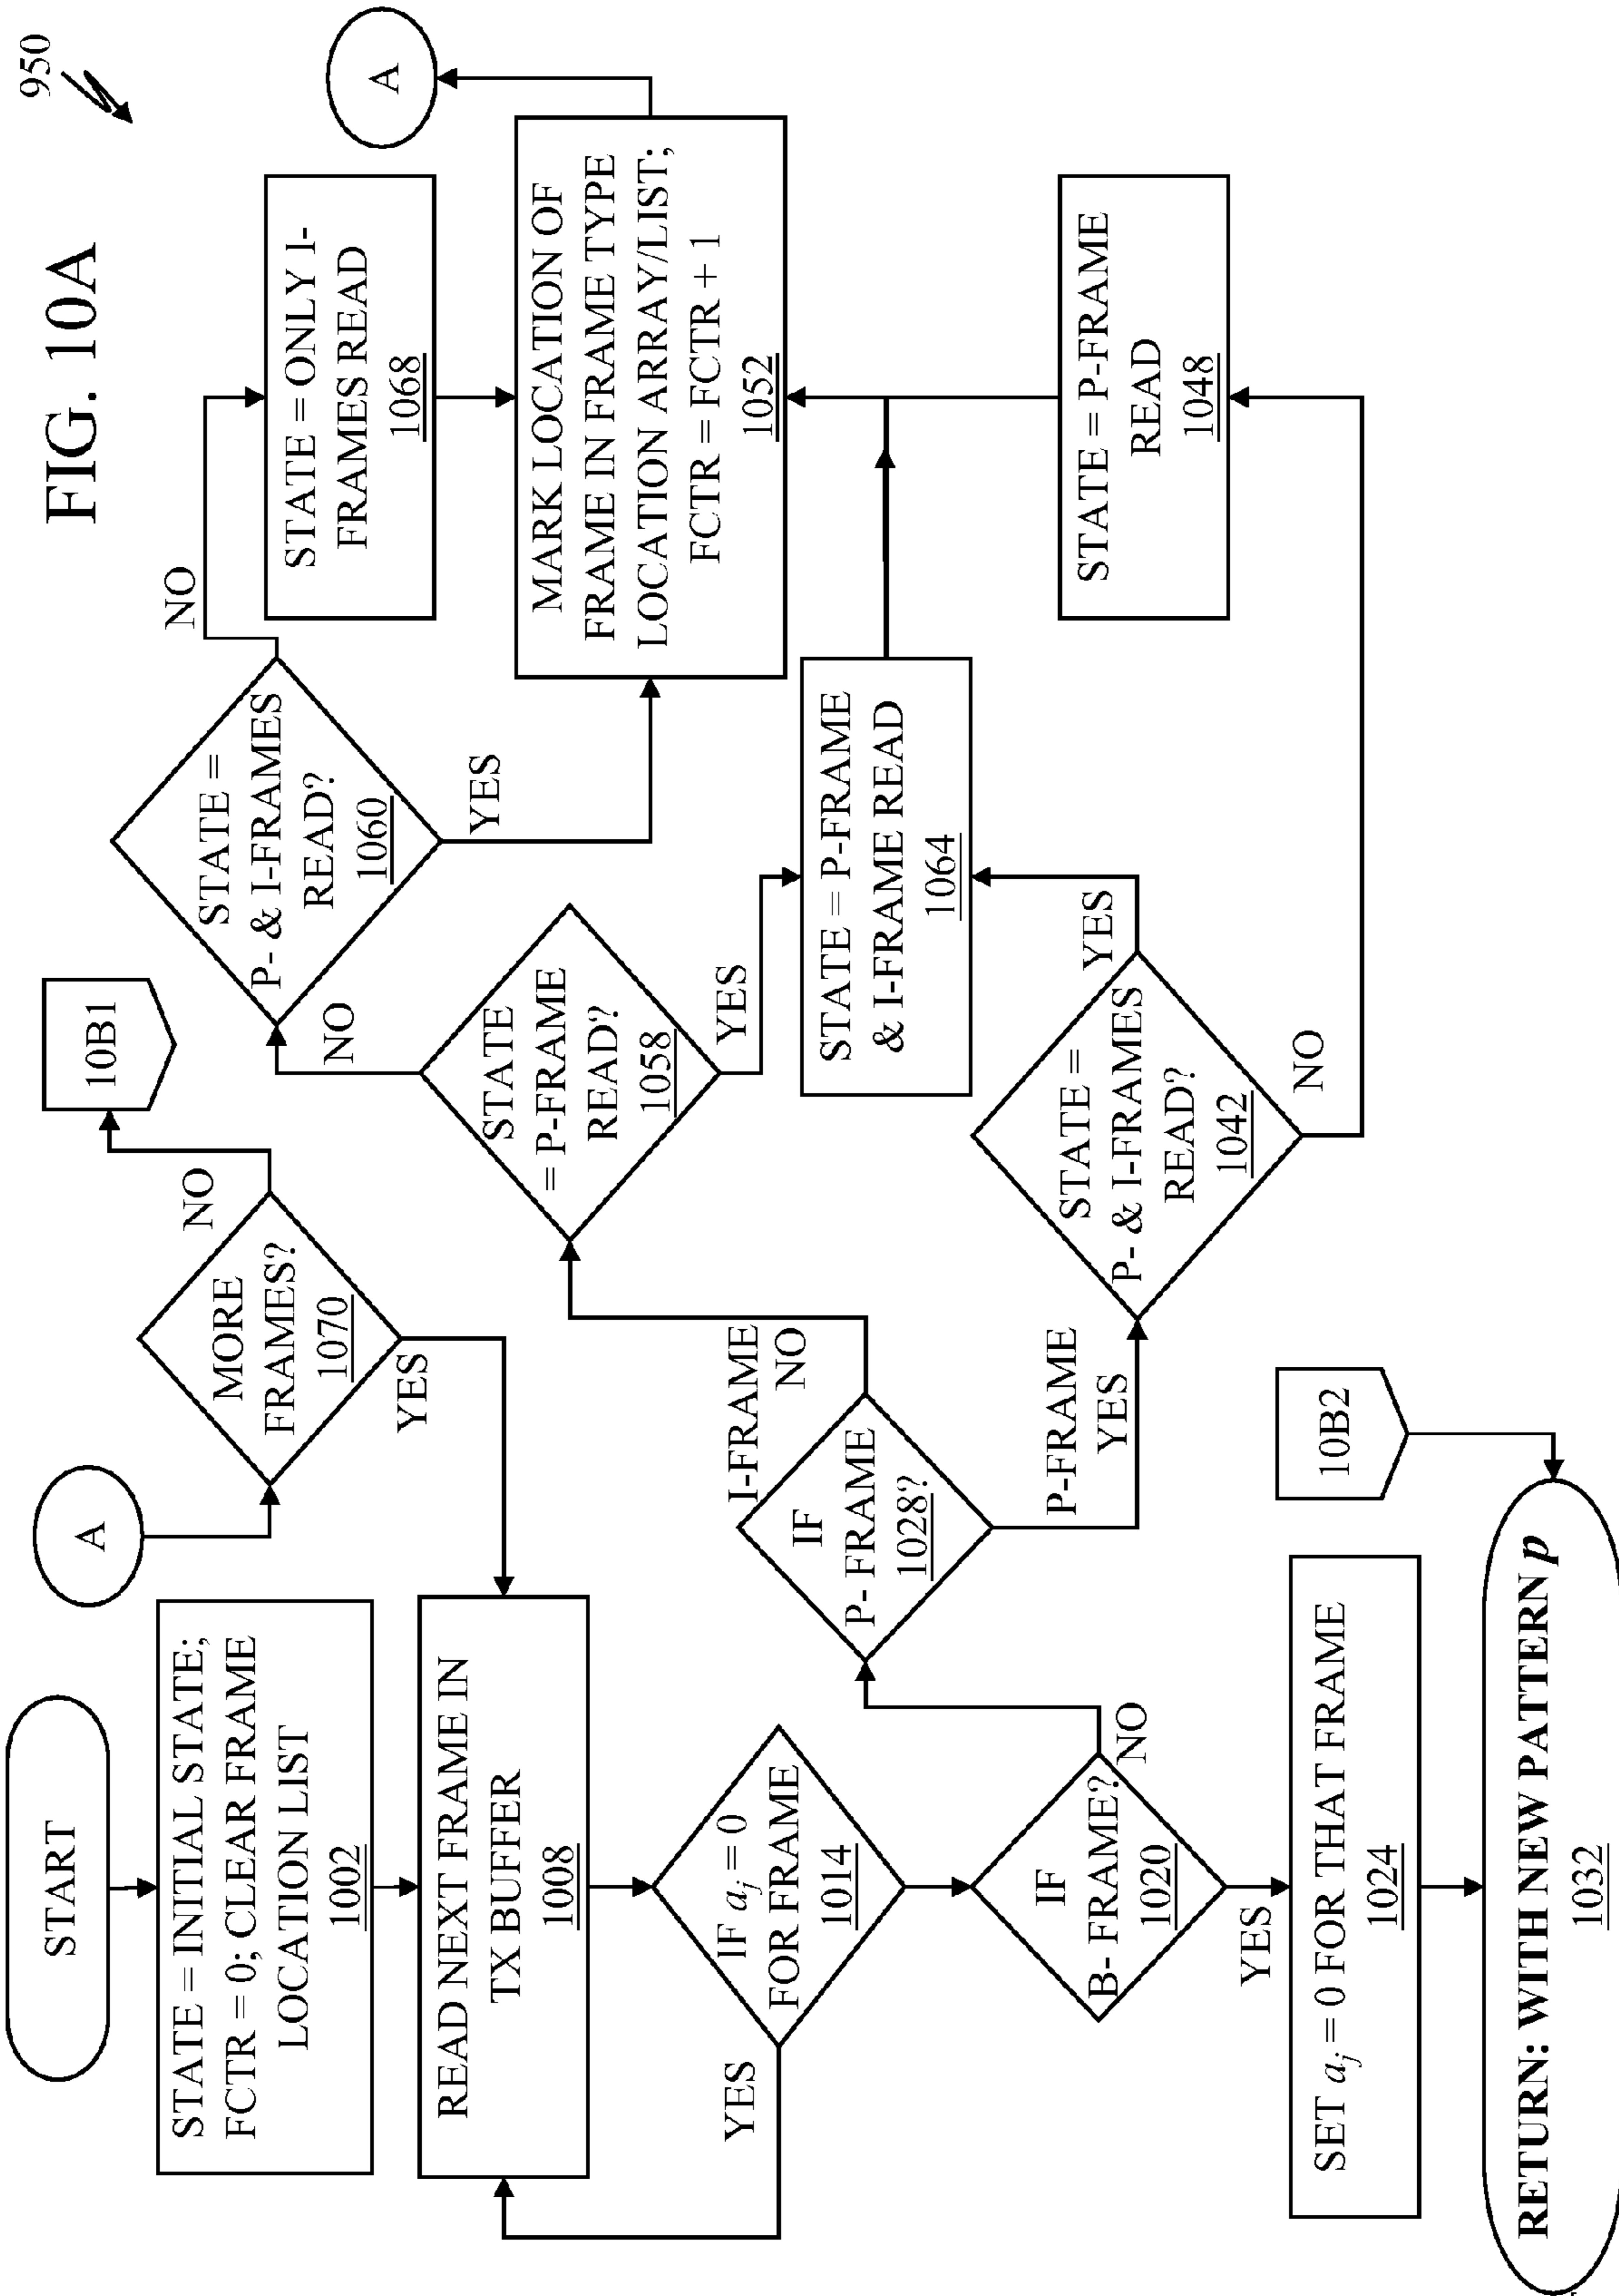 FIG. 10A
950
START
STATE = INITIAL STATE;
FCTR = 0; CLEAR FRAME
LOCATION LIST
1002
READ NEXT FRAME IN
TX BUFFER
1008
IF aj = 0
FOR FRAME
1014
YES
IF
B- FRAME?
1020
NO
YES
SET aj = 0 FOR THAT FRAME
1024
RETURN: WITH NEW PATTERN p
1032
A
MORE
FRAMES?
1070
NO
YES
10B1
IF
P- FRAME
1028?
I-FRAME
NO
P-FRAME
YES
10B2
STATE
= P-FRAME
READ?
1058
NO
YES
STATE =
P- & I-FRAMES
READ?
1060
NO
YES
STATE =
P- & I-FRAMES
READ?
1042
YES
NO
STATE = P-FRAME
& I-FRAME READ
1064
STATE = ONLY I-
FRAMES READ
1068
MARK LOCATION OF
FRAME IN FRAME TYPE
LOCATION ARRAY/LIST;
FCTR = FCTR + 1
1052
STATE = P-FRAME
READ
1048
A